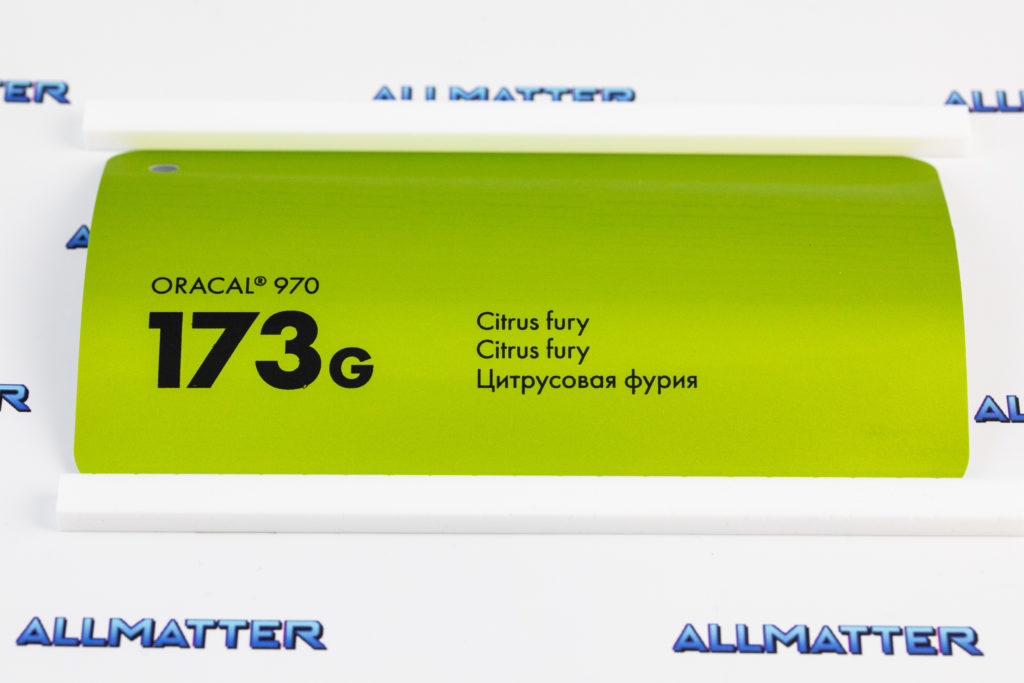 ALLMATTER
ORACAL® 970
173G
Citrus fury
Citrus fury
Цитрусовая фурия
ALLMATTER
ALLMATTER